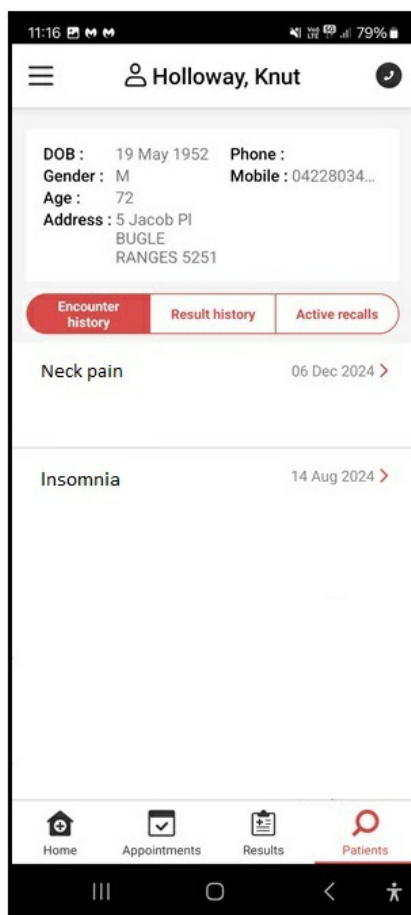 11:16 79%
Holloway, Knut
DOB : 19 May 1952 Phone :
Gender : M Mobile : 04228034...
Age : 72
Address : 5 Jacob Pl
BUGLE
RANGES 5251
Encounter
history
Result history
Active recalls
Neck pain 06 Dec 2024
Insomnia 14 Aug 2024
Home Appointments Results Patients